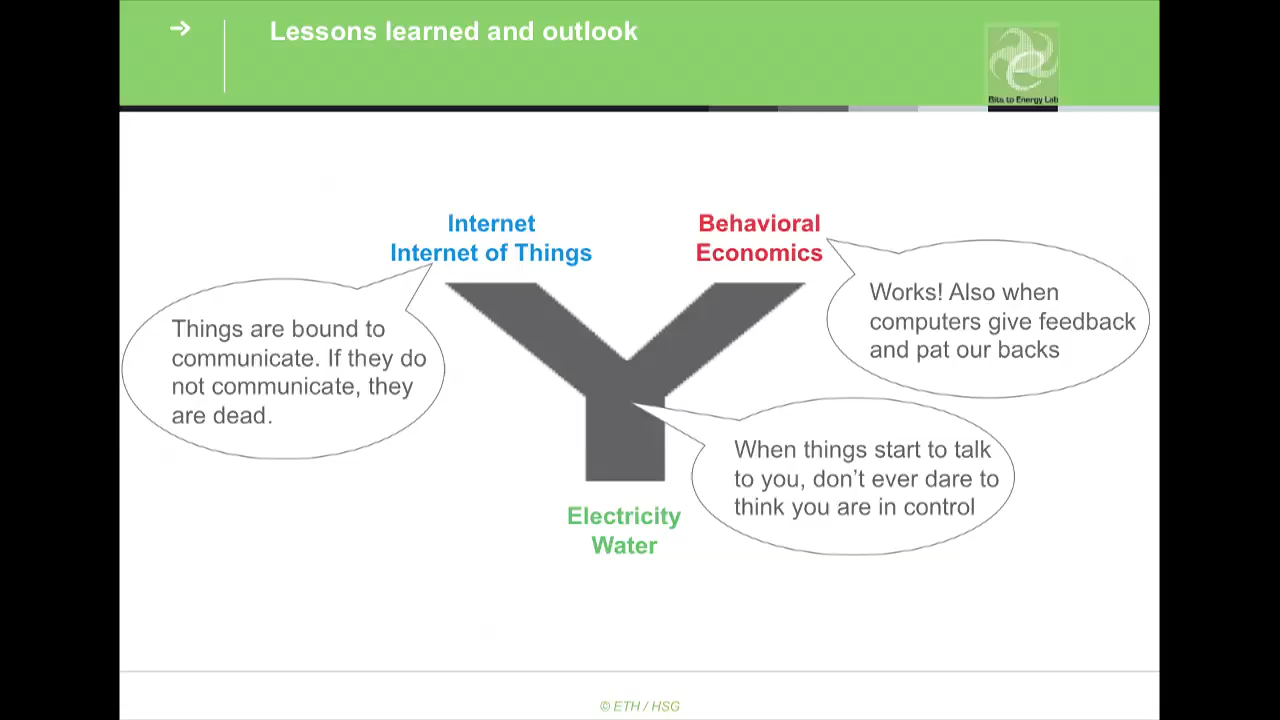 →
Lessons learned and outlook
Bits to Energy Lab
Internet
Internet of Things
Behavioral
Economics
Things are bound to
communicate. If they do
not communicate, they
are dead.
Works! Also when
computers give feedback
and pat our backs
When things start to talk
to you, don’t ever dare to
think you are in control
Electricity
Water
© ETH / HSG